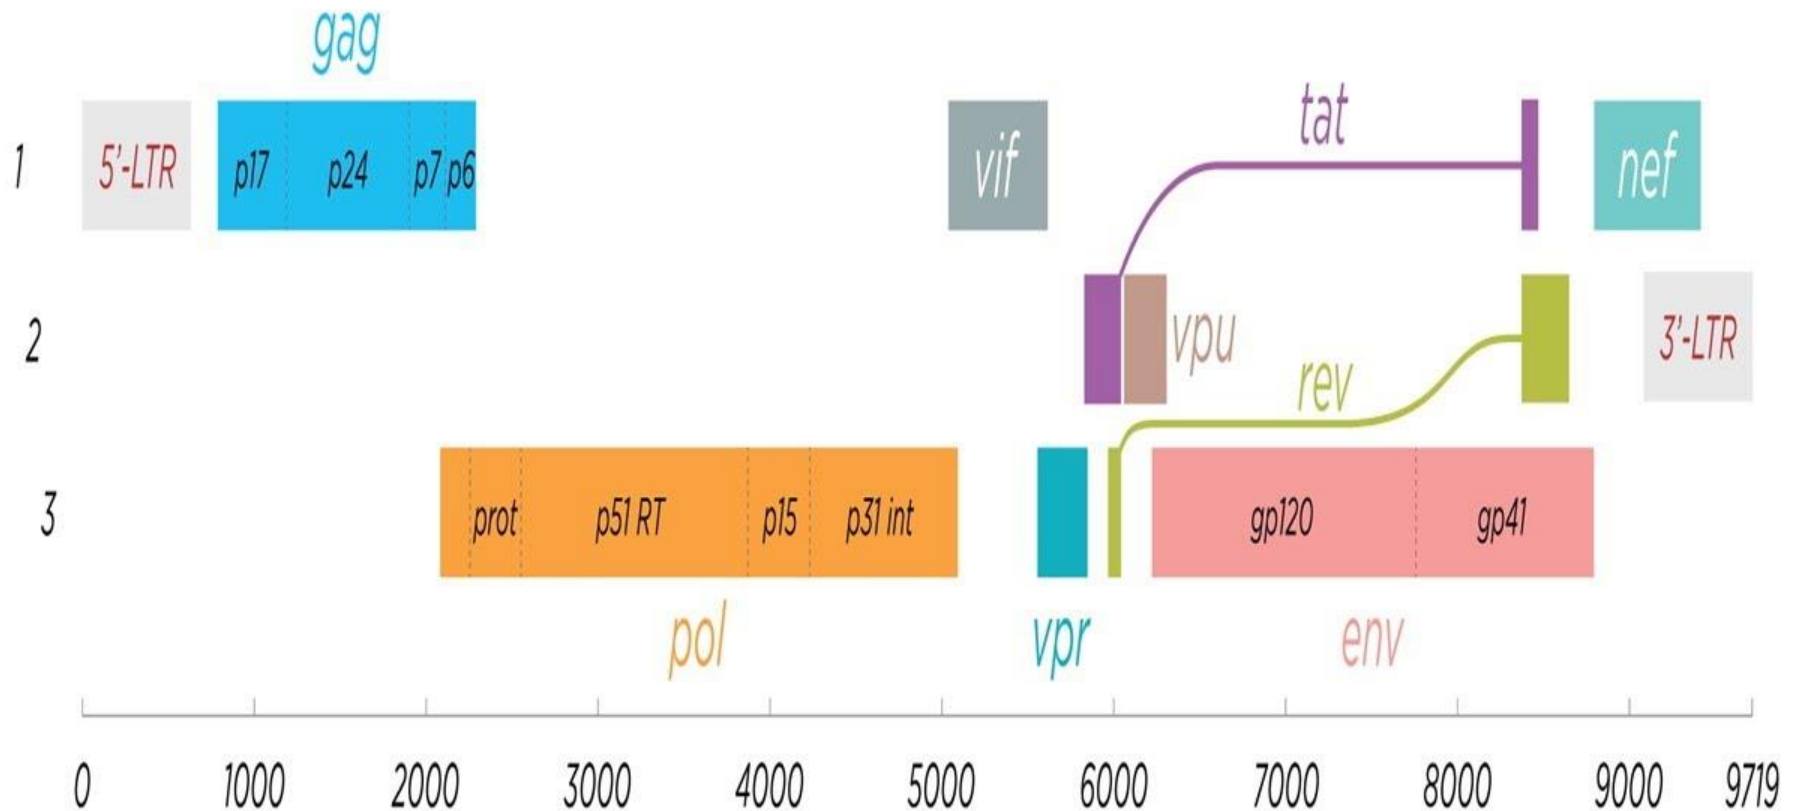 gag
1
5’-LTR
p17
p24
p7
p6
vif
tat
nef
2
vpu
rev
3’-LTR
3
prot
p51 RT
p15
p31 int
gp120
gp41
pol
vpr
env
0
1000
2000
3000
4000
5000
6000
7000
8000
9000
9719